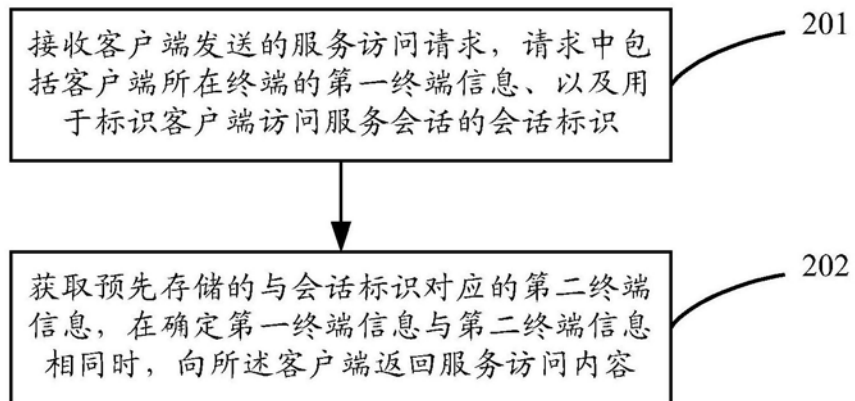 接收客户端发送的服务访问请求，请求中包
括客户端所在终端的第一终端信息、以及用
于标识客户端访问服务会话的会话标识
201
获取预先存储的与会话标识对应的第二终端
信息，在确定第一终端信息与第二终端信息
相同时，向所述客户端返回服务访问内容
202